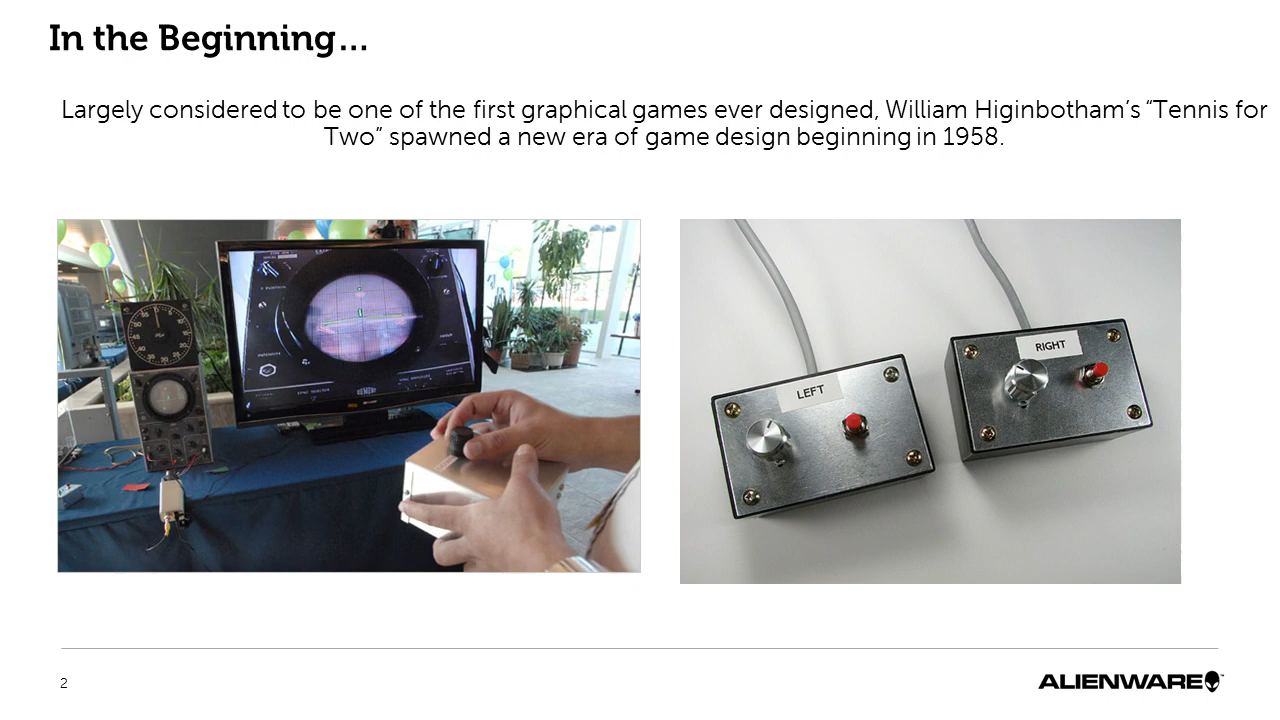 In the Beginning…
Largely considered to be one of the first graphical games ever designed, William Higinbotham’s “Tennis for
Two” spawned a new era of game design beginning in 1958.
LEFT
RIGHT
2
ALIENWARE™